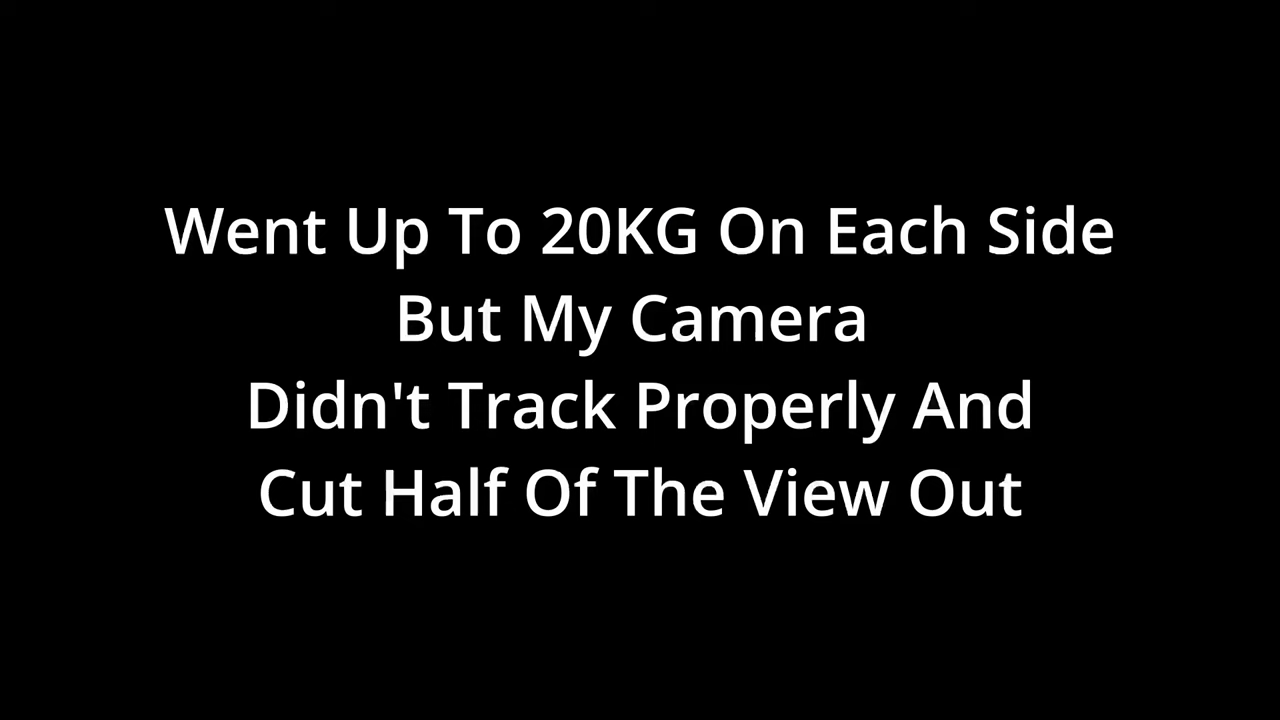 Went Up To 20KG On Each Side
But My Camera
Didn't Track Properly And
Cut Half Of The View Out